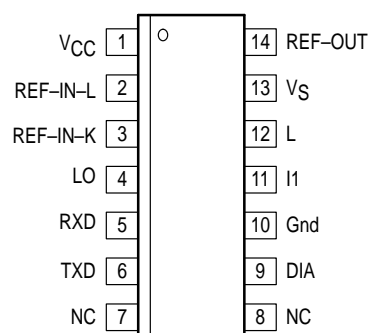 VCC 1 14 REF–OUT
REF–IN–L 2 13 VS
REF–IN–K 3 12 L
LO 4 11 I1
RXD 5 10 Gnd
TXD 6 9 DIA
NC 7 8 NC